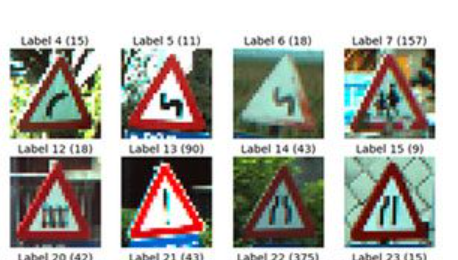 Label 4 (15) Label 5 (11) Label 6 (18) Label 7 (157)
Label 12 (18) Label 13 (90) Label 14 (43) Label 15 (9)
Label 20 (42) Label 21 (43) Label 22 (375) Label 23 (15)